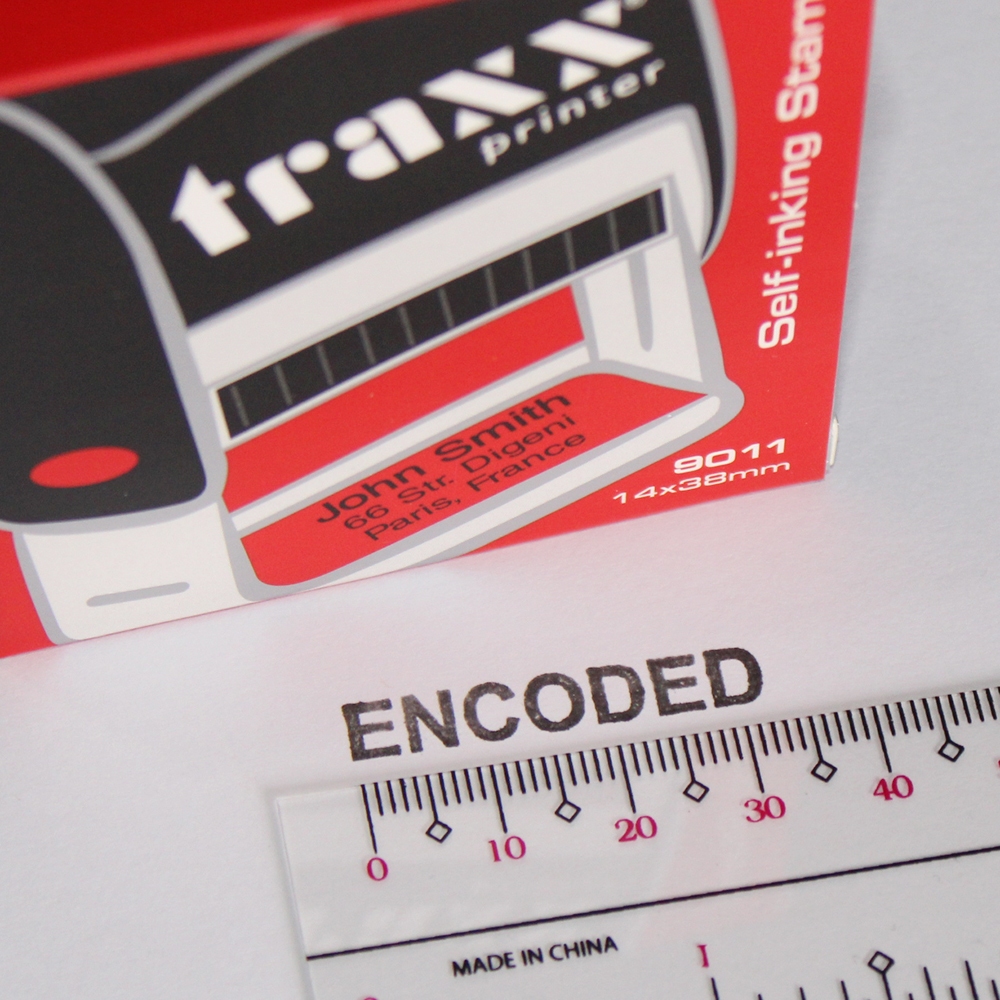 traxx
printer
Self-inking Stam
John Smith
66 Str. Digeni
Paris, France
9011
14x38mm
ENCODED
0 10 20 30 40
MADE IN CHINA
1